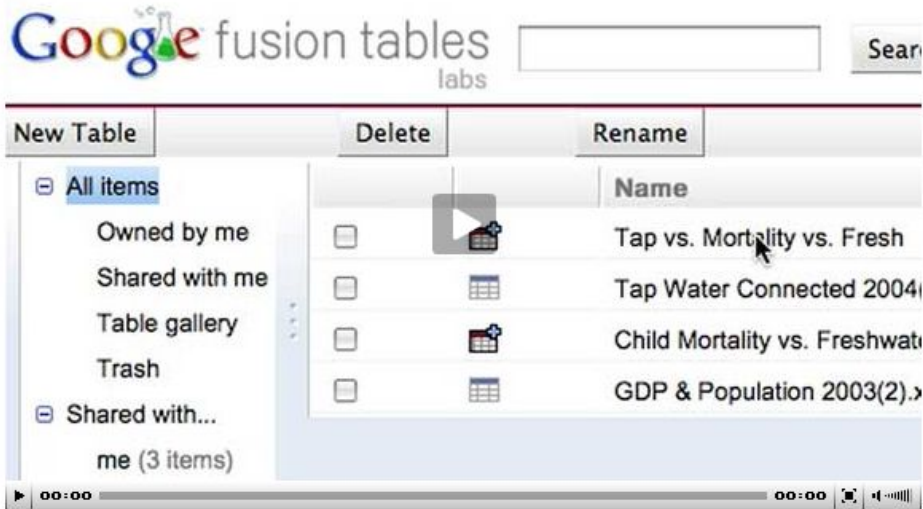 Google fusion tables
labs
New Table Delete Rename
All items
Owned by me
Shared with me
Table gallery
Trash
Shared with...
me (3 items)
Name
Tap vs. Mortality vs. Fresh
Tap Water Connected 2004
Child Mortality vs.
GDP & Population 2003(2).
00:00 00:00